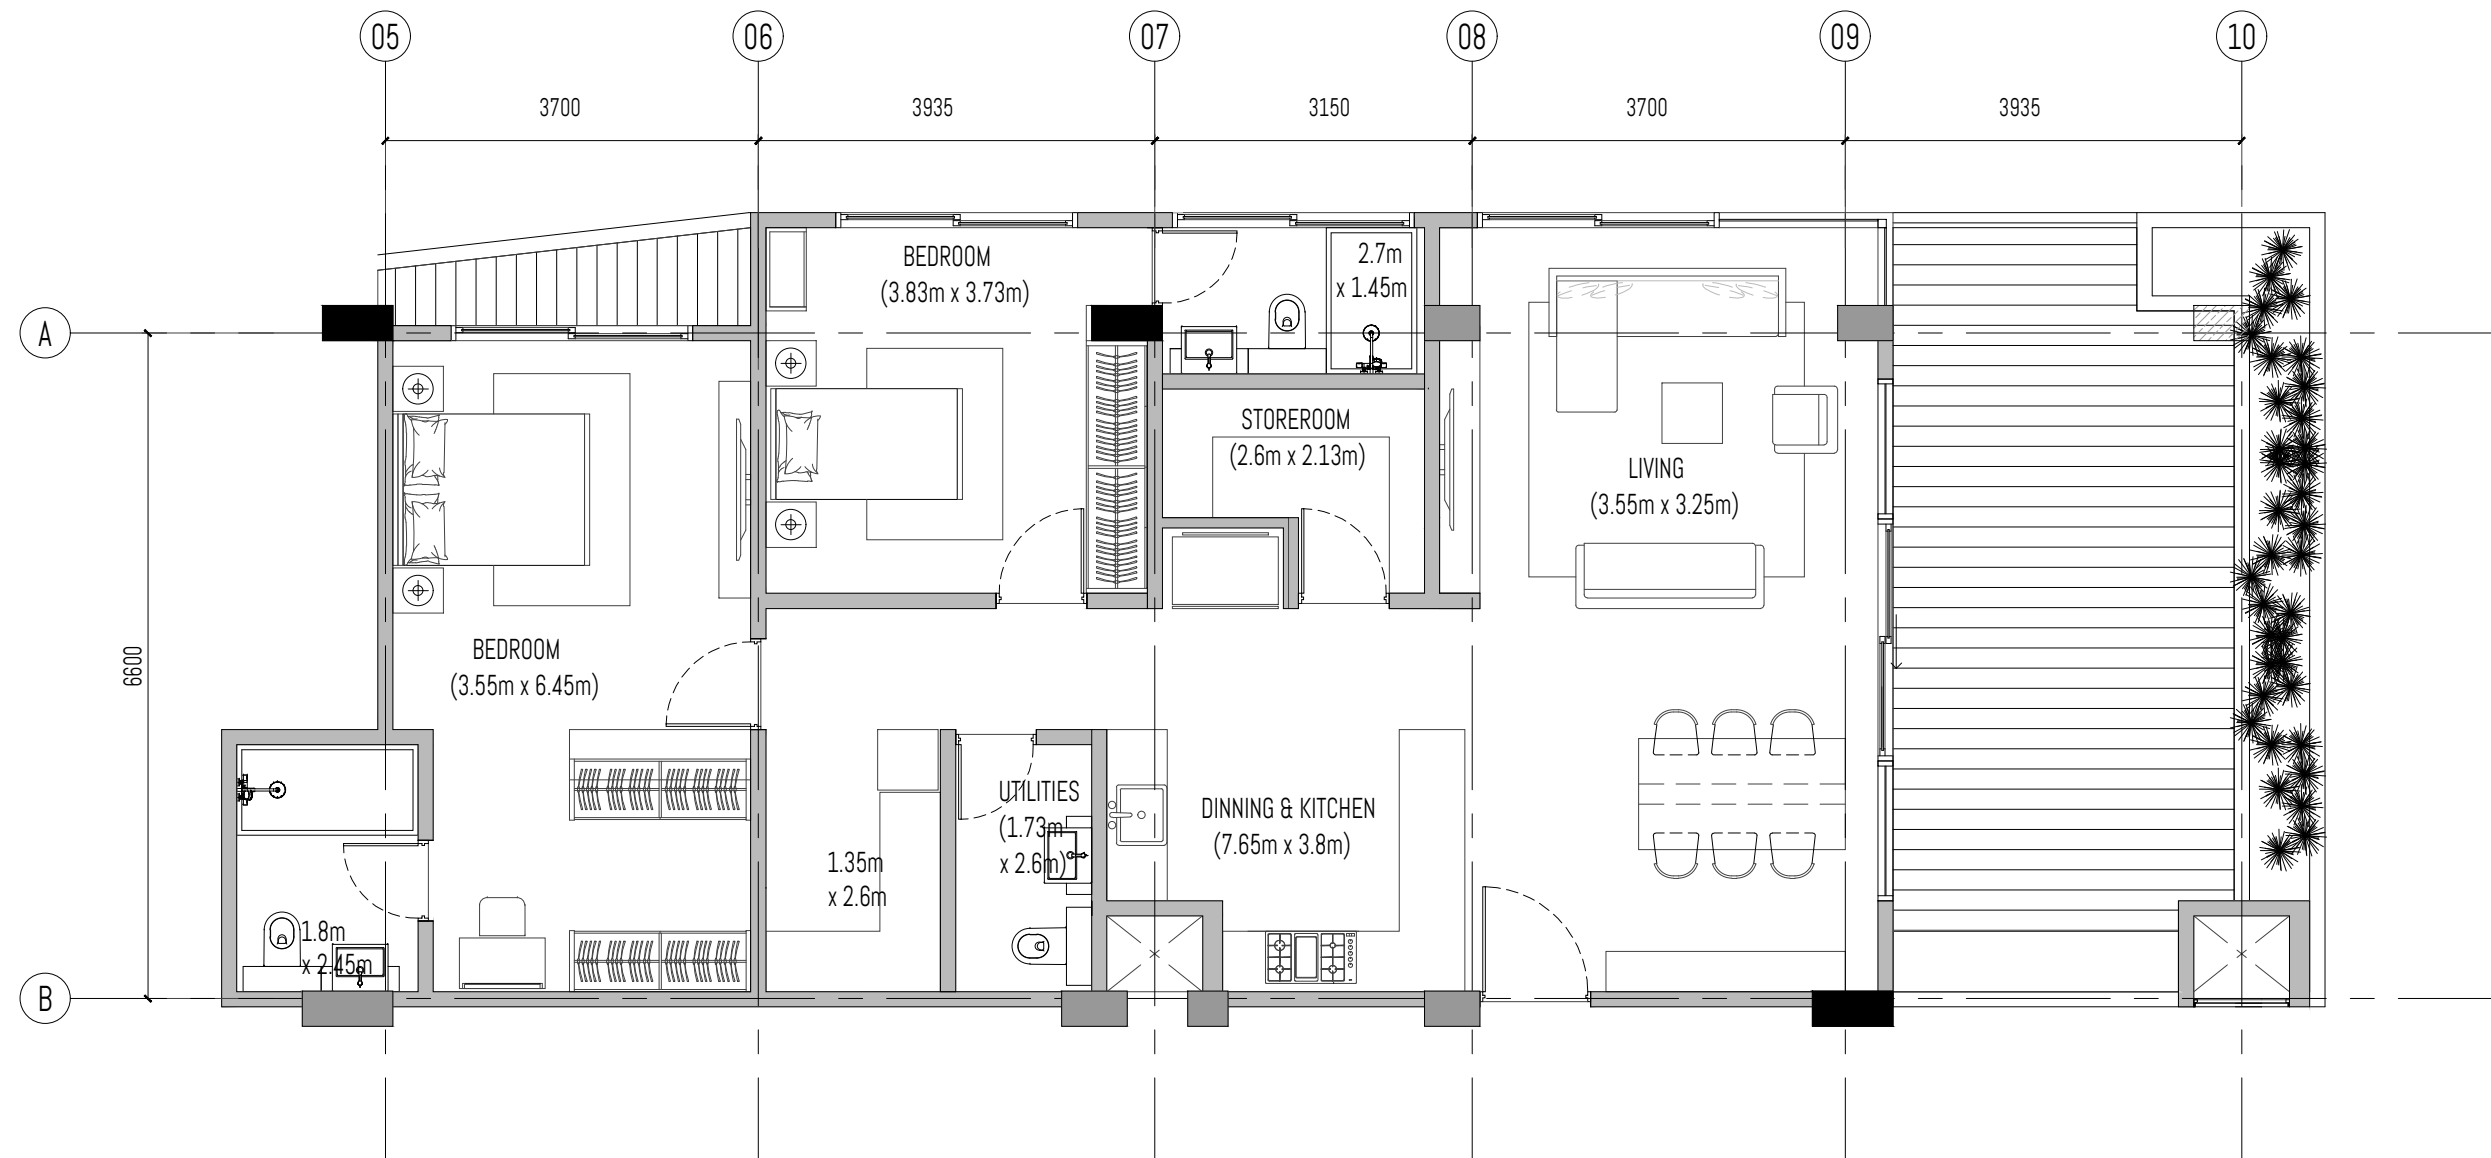 05 06 07 08 09 10
3700 3935 3150 3700 3935
A
B
6600
BEDROOM
(3.83m x 3.73m)
2.7m
x 1.45m
STOREROOM
(2.6m x 2.13m)
LIVING
(3.55m x 3.25m)
BEDROOM
(3.55m x 6.45m)
UTILITIES
(1.73m
x 2.6m)
DINNING & KITCHEN
(7.65m x 3.8m)
1.35m
x 2.6m
1.8m
x 2.45m